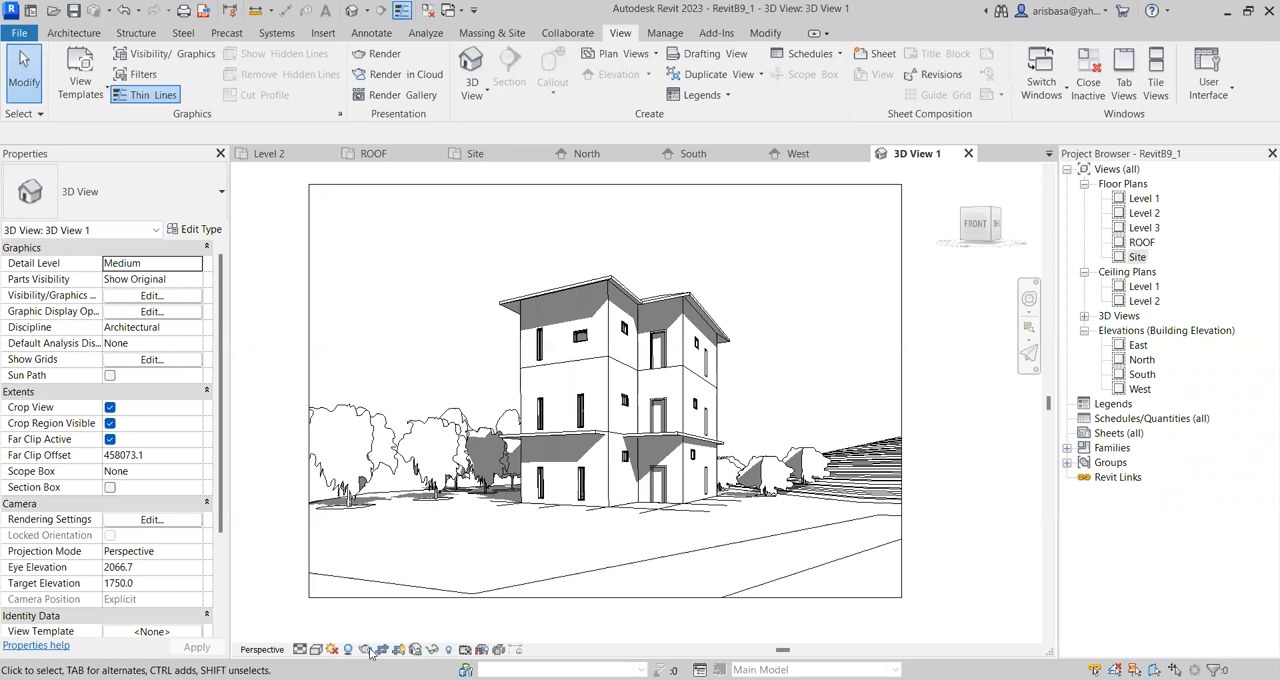 Autodesk Revit 2023 - RevitB9_1 - 3D View: 3D View 1
arisbasa@yah...
File Architecture Structure Steel Precast Systems Insert Annotate Analyze Massing & Site Collaborate View Manage Add-Ins Modify
Modify
View
Templates
Visibility/ Graphics
Filters
Thin Lines
Show Hidden Lines
Remove Hidden Lines
Cut Profile
Render
Render in Cloud
Render Gallery
3D
View
Section
Callout
Plan Views
Elevation
Drafting View
Duplicate View
Legends
Schedules
Scope Box
Sheet
View
Title Block
Revisions
Guide Grid
Switch
Windows
Close
Inactive
Tab
Views
Tile
Views
User
Interface
Select Graphics Presentation Create Sheet Composition Windows
Properties
Level 2 ROOF Site North South West 3D View 1
Project Browser - RevitB9_1
3D View
3D View: 3D View 1 Edit Type
Graphics
Detail Level Medium
Parts Visibility Show Original
Visibility/Graphics ... Edit...
Graphic Display Op... Edit...
Discipline Architectural
Default Analysis Dis... None
Show Grids Edit...
Sun Path
Extents
Crop View
Crop Region Visible
Far Clip Active
Far Clip Offset 458073.1
Scope Box None
Section Box
Camera
Rendering Settings Edit...
Locked Orientation
Projection Mode Perspective
Eye Elevation 2066.7
Target Elevation 1750.0
Camera Position Explicit
Identity Data
View Template <None>
Properties help Apply
FRONT
Views (all)
Floor Plans
Level 1
Level 2
Level 3
ROOF
Site
Ceiling Plans
Level 1
Level 2
3D Views
Elevations (Building Elevation)
East
North
South
West
Legends
Schedules/Quantities (all)
Sheets (all)
Families
Groups
Revit Links
Perspective
Click to select, TAB for alternates, CTRL adds, SHIFT unselects.
:0
Main Model
:0